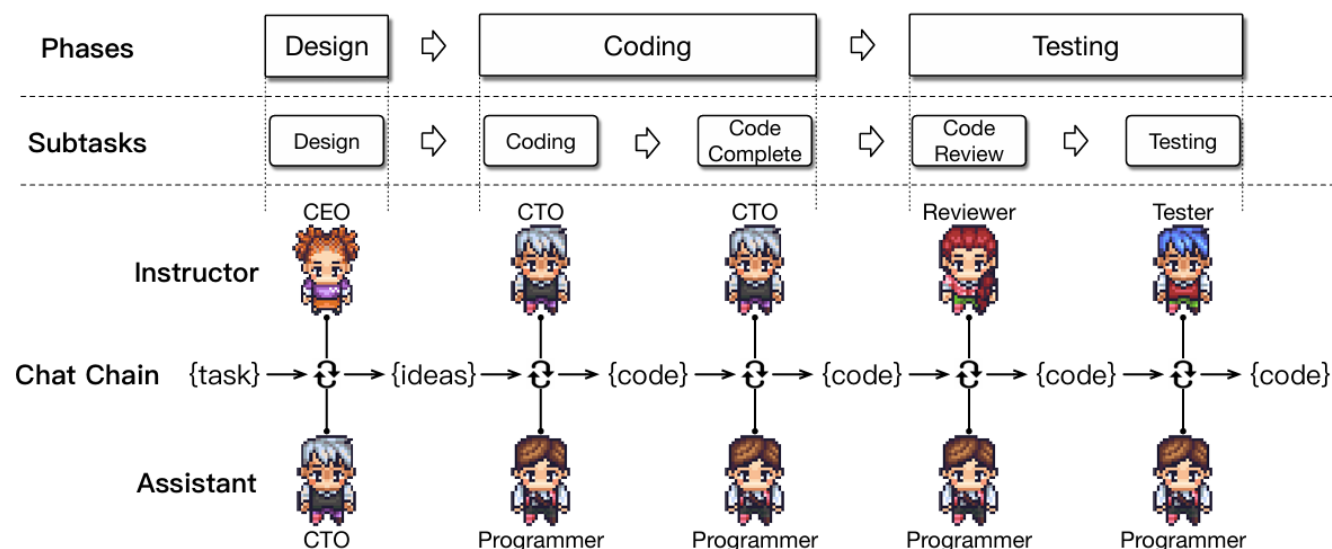 Phases Design Coding Testing
Subtasks Design Coding Code Complete Code Review Testing
CEO CTO CTO Reviewer Tester
Instructor
Chat Chain {task} {ideas} {code} {code} {code} {code}
Assistant
CTO Programmer Programmer Programmer Programmer